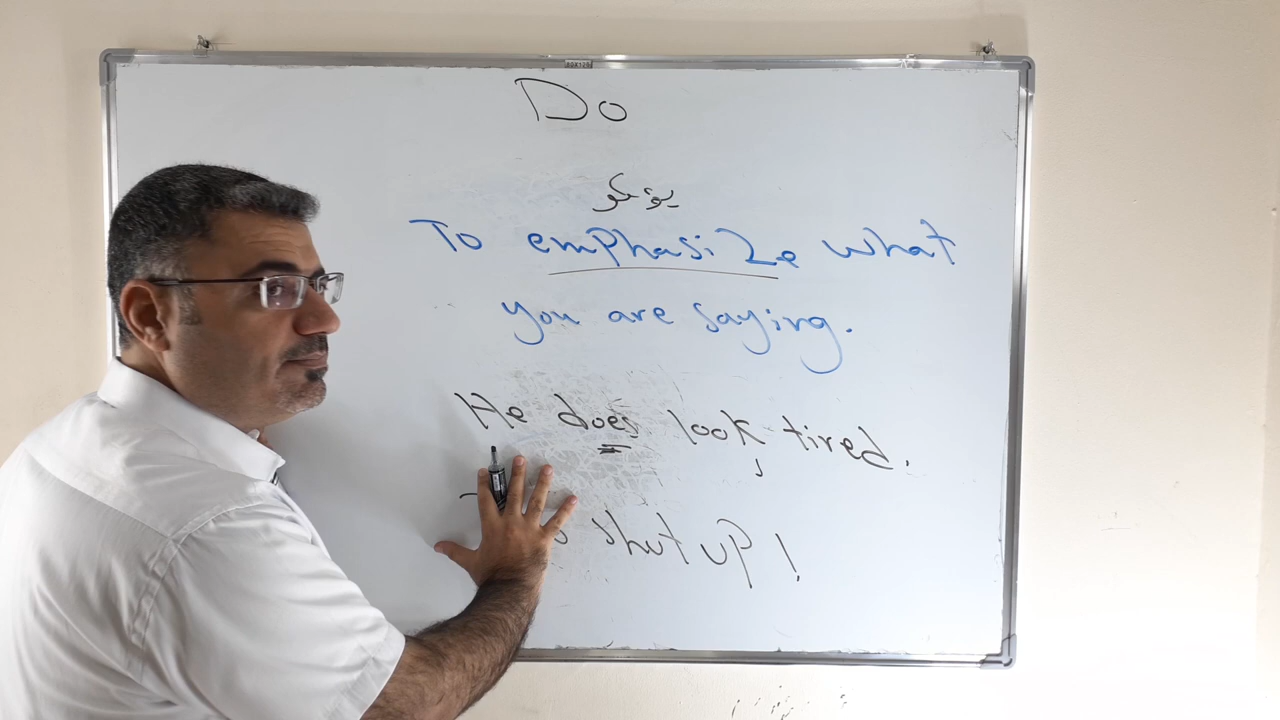 Do
يؤكد
To emphasize what
you are saying.
He does look tired.
shut up!